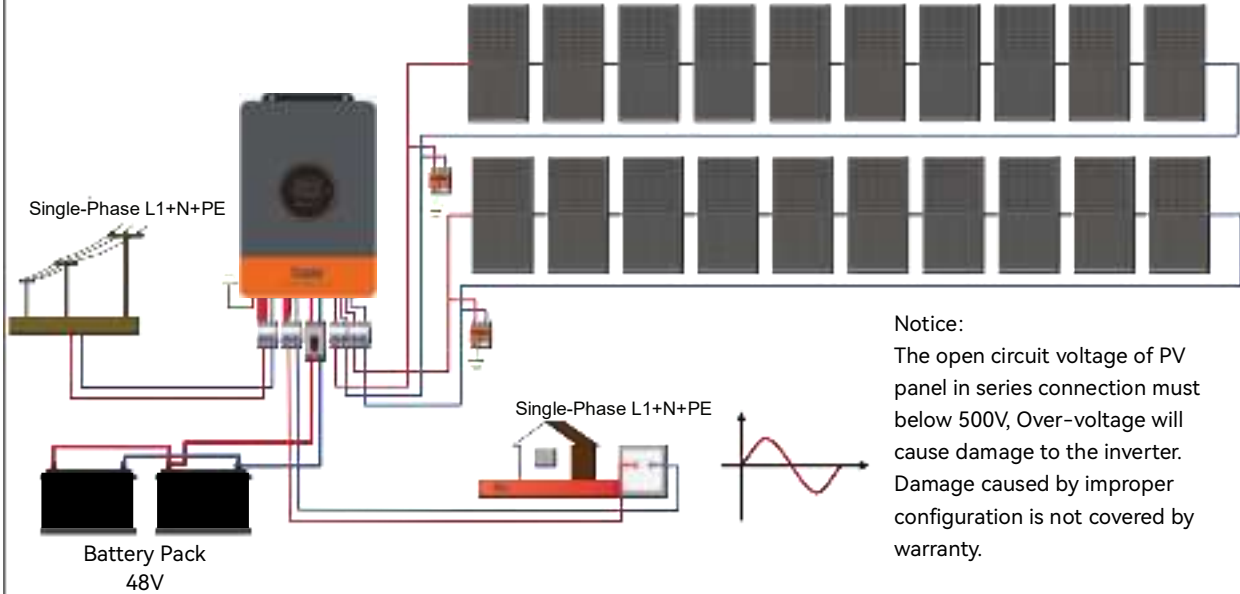 Single-Phase L1+N+PE
Notice:
The open circuit voltage of PV
panel in series connection must
below 500V, Over-voltage will
cause damage to the inverter.
Damage caused by improper
configuration is not covered by
warranty.
Single-Phase L1+N+PE
Battery Pack
48V